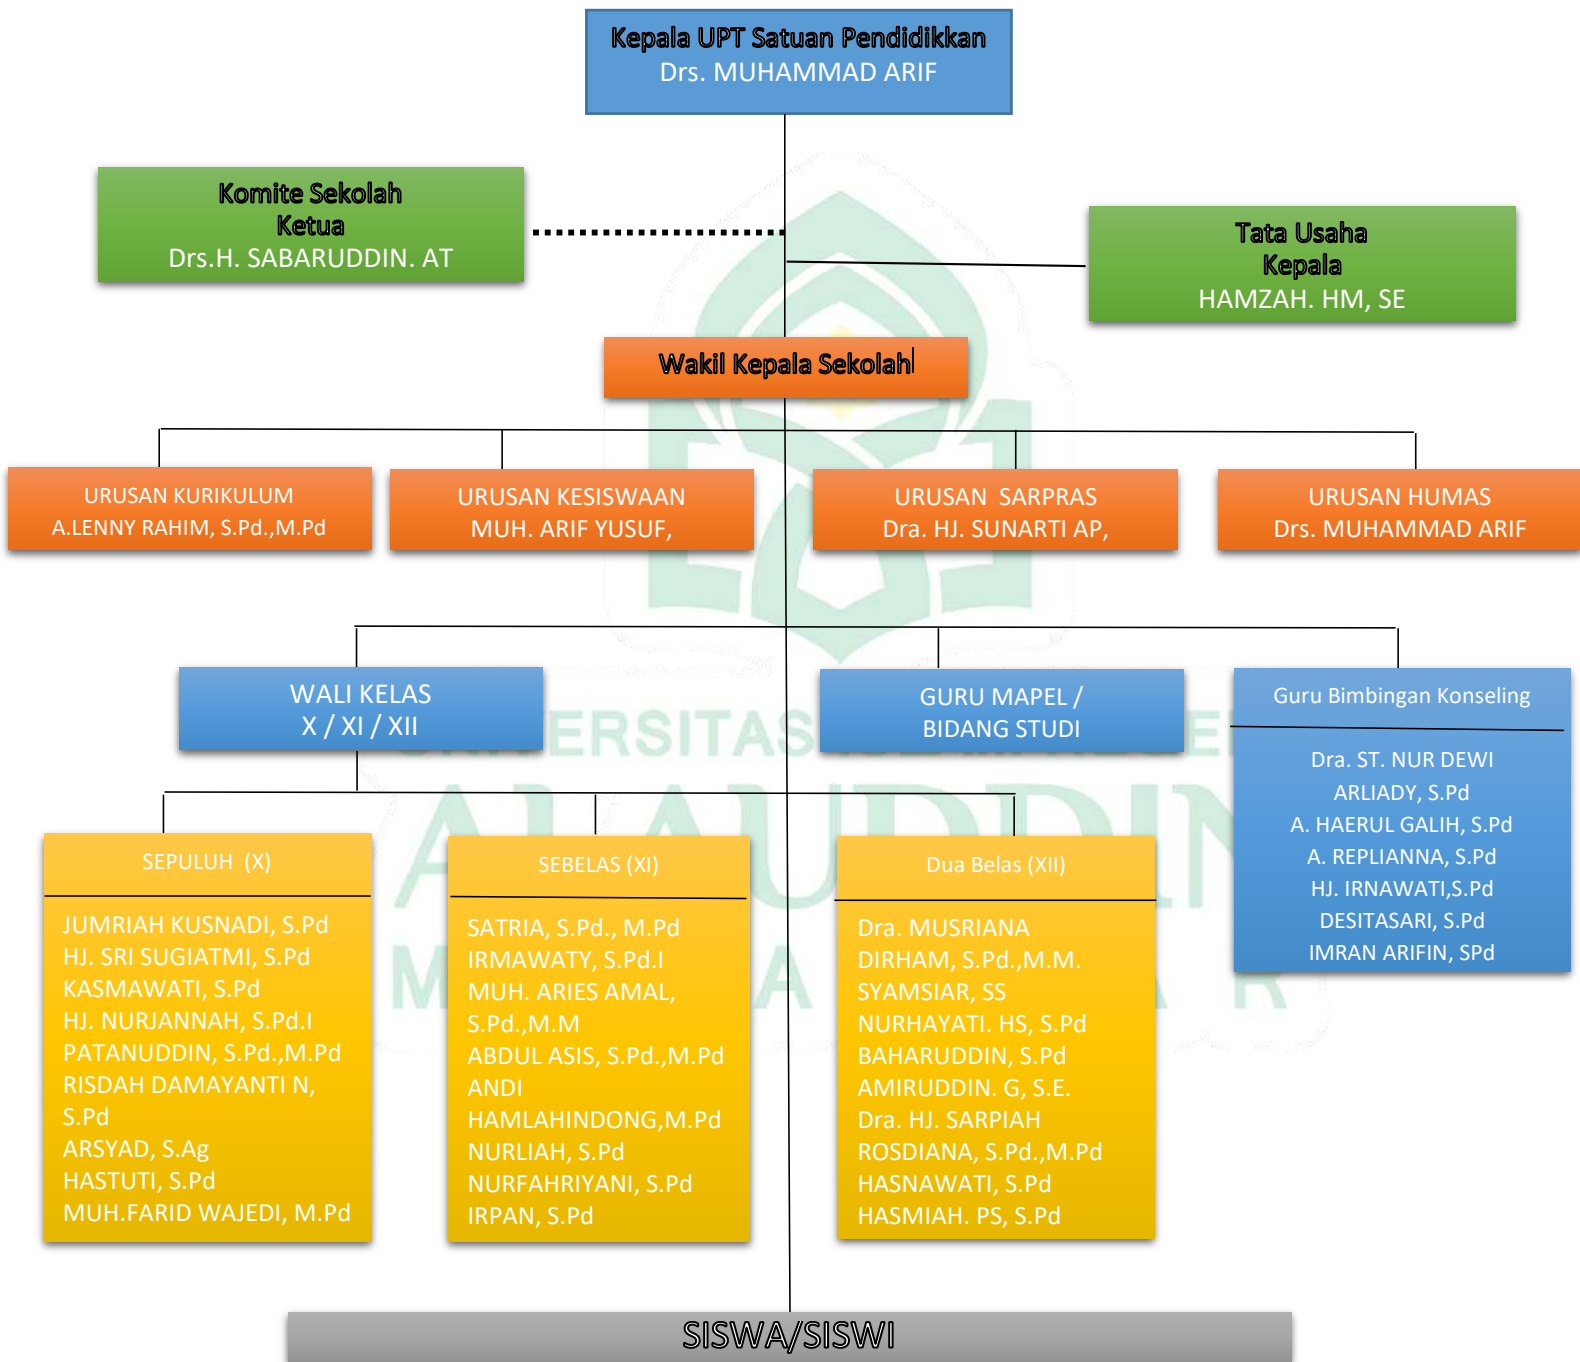 Kepala UPT Satuan Pendidikkan
Drs. MUHAMMAD ARIF
Komite Sekolah
Ketua
Drs.H. SABARUDDIN. AT
Tata Usaha
Kepala
HAMZAH. HM, SE
Wakil Kepala Sekolah
URUSAN KURIKULUM
A.LENNY RAHIM, S.Pd.,M.Pd
URUSAN KESISWAAN
MUH. ARIF YUSUF,
URUSAN SARPRAS
Dra. HJ. SUNARTI AP,
URUSAN HUMAS
Drs. MUHAMMAD ARIF
WALI KELAS
X / XI / XII
GURU MAPEL /
BIDANG STUDI
Guru Bimbingan Konseling
Dra. ST. NUR DEWI
ARLIADY, S.Pd
A. HAERUL GALIH, S.Pd
A. REPLIANNA, S.Pd
HJ. IRNAWATI,S.Pd
DESITASARI, S.Pd
IMRAN ARIFIN, SPd
SEPULUH (X)
JUMRIAH KUSNADI, S.Pd
HJ. SRI SUGIATMI, S.Pd
KASMAWATI, S.Pd
HJ. NURJANNAH, S.Pd.I
PATANUDDIN, S.Pd.,M.Pd
RISDAH DAMAYANTI N,
S.Pd
ARSYAD, S.Ag
HASTUTI, S.Pd
MUH.FARID WAJEDI, M.Pd
SEBELAS (XI)
SATRIA, S.Pd., M.Pd
IRMAWATY, S.Pd.I
MUH. ARIES AMAL,
S.Pd.,M.M
ABDUL ASIS, S.Pd.,M.Pd
ANDI
HAMLAHINDONG,M.Pd
NURLIAH, S.Pd
NURFAHRIYANI, S.Pd
IRPAN, S.Pd
Dua Belas (XII)
Dra. MUSRIANA
DIRHAM, S.Pd.,M.M.
SYAMSIAR, SS
NURHAYATI. HS, S.Pd
BAHARUDDIN, S.Pd
AMIRUDDIN. G, S.E.
Dra. HJ. SARPIAH
ROSDIANA, S.Pd.,M.Pd
HASNAWATI, S.Pd
HASMIAH. PS, S.Pd
SISWA/SISWI
ALAUDDIN